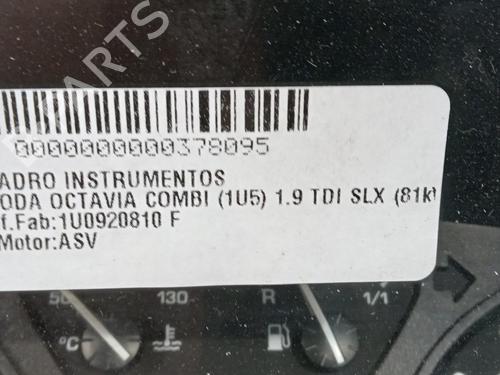 PARTS
0000000000378095
ADRO INSTRUMENTOS
ODA OCTAVIA COMBI (1U5) 1.9 TDI SLX (81k
f.Fab:1U0920810 F
Motor:ASV
50 130 R 1/1
°C